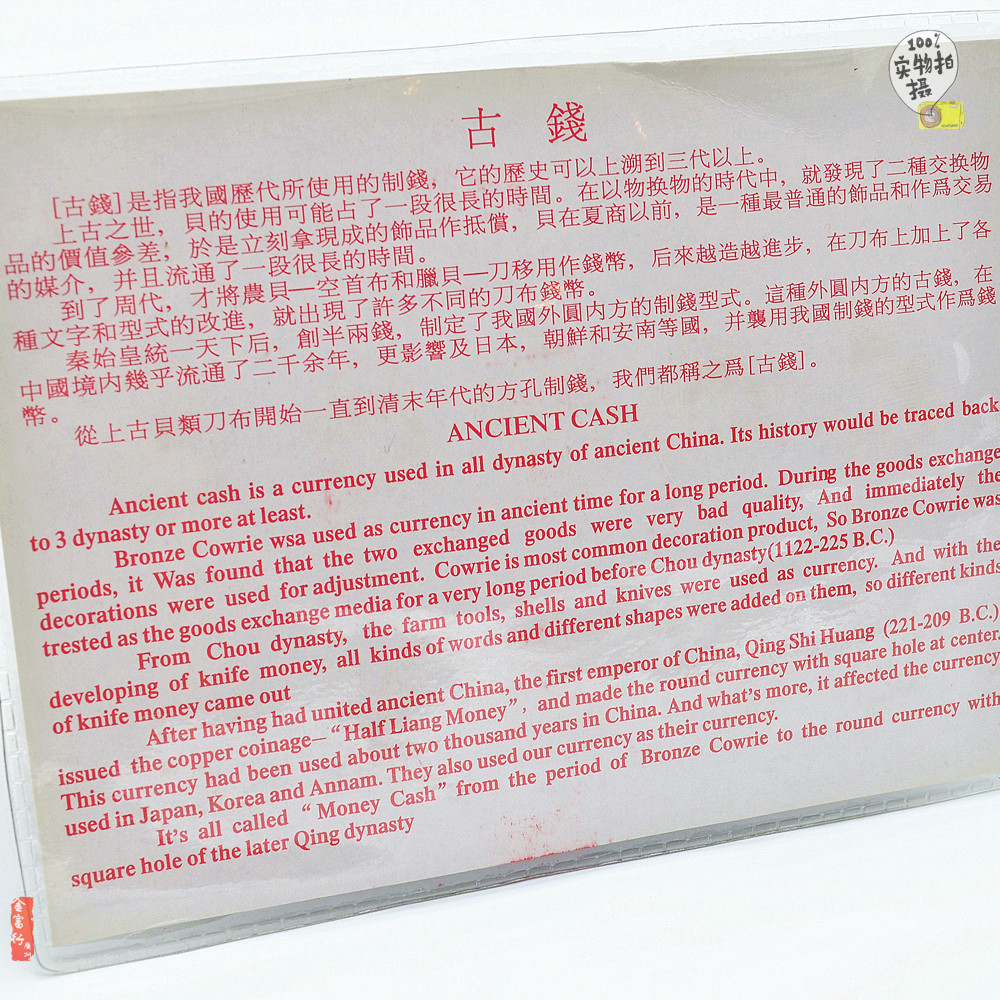 100%
实物拍
摄
古 錢
[古錢]是指我國歷代所使用的制錢，它的歷史可以上溯到三代以上。
上古之世，貝的使用可能占了一段很長的時間。在以物换物的時代中，就發現了二種交换物
品的價值參差，於是立刻拿現成的飾品作抵償，貝在夏商以前，是一種最普通的飾品和作爲交易
的媒介，并且流通了一段很長的時間。
到了周代，才將農貝—空首布和臘貝—刀移用作錢幣，后來越造越進步，在刀布上加上了各
種文字和型式的改進，就出現了許多不同的刀布錢幣。
秦始皇統一天下后，創半兩錢，制定了我國外圓内方的制錢型式。這種外圓内方的古錢，在
中國境内幾乎流通了二千余年，更影響及日本，朝鮮和安南等國，并襲用我國制錢的型式作爲錢
幣。
從上古貝類刀布開始一直到清末年代的方孔制錢，我們都稱之爲[古錢]。
ANCIENT CASH
Ancient cash is a currency used in all dynasty of ancient China. Its history would be traced back
to 3 dynasty or more at least.
Bronze Cowrie wsa used as currency in ancient time for a long period. During the goods exchange
periods, it Was found that the two exchanged goods were very bad quality, And immediately the
decorations were used for adjustment. Cowrie is most common decoration product, So Bronze Cowrie was
trested as the goods exchange media for a very long period before Chou dynasty(1122-225 B.C.)
From Chou dynasty, the farm tools, shells and knives were used as currency. And with the
developing of knife money, all kinds of words and different shapes were added on them, so different kinds
of knife money came out
After having had united ancient China, the first emperor of China, Qing Shi Huang (221-209 B.C.)
issued the copper coinage—“Half Liang Money”, and made the round currency with square hole at center.
This currency had been used about two thousand years in China. And what's more, it affected the currency
used in Japan, Korea and Annam. They also used our currency as their currency.
It's all called “Money Cash” from the period of Bronze Cowrie to the round currency with
square hole of the later Qing dynasty
金富行